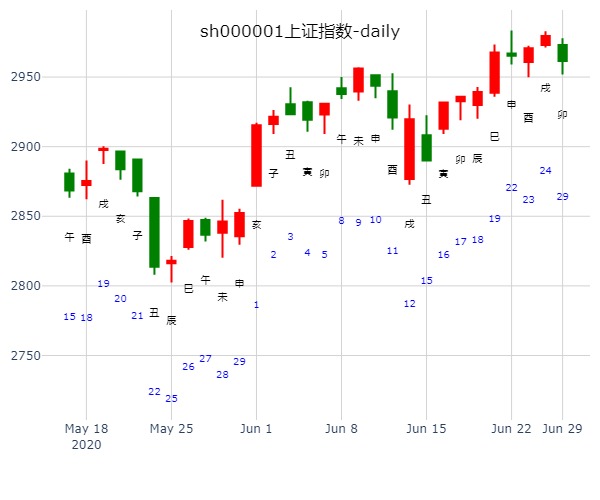 sh000001上证指数-daily
2950
2900
2850
2800
2750
午 酉 戌 亥 子 丑 辰 巳 午 未 申 亥 子 丑 寅 卯 午 未 申 酉 戌 丑 寅 卯 辰 巳 申 酉 戌 卯
15 18 19 20 21 22 25 26 27 28 29 1 2 3 4 5 8 9 10 11 12 15 16 17 18 19 22 23 24 29
May 18 May 25 Jun 1 Jun 8 Jun 15 Jun 22 Jun 29
2020